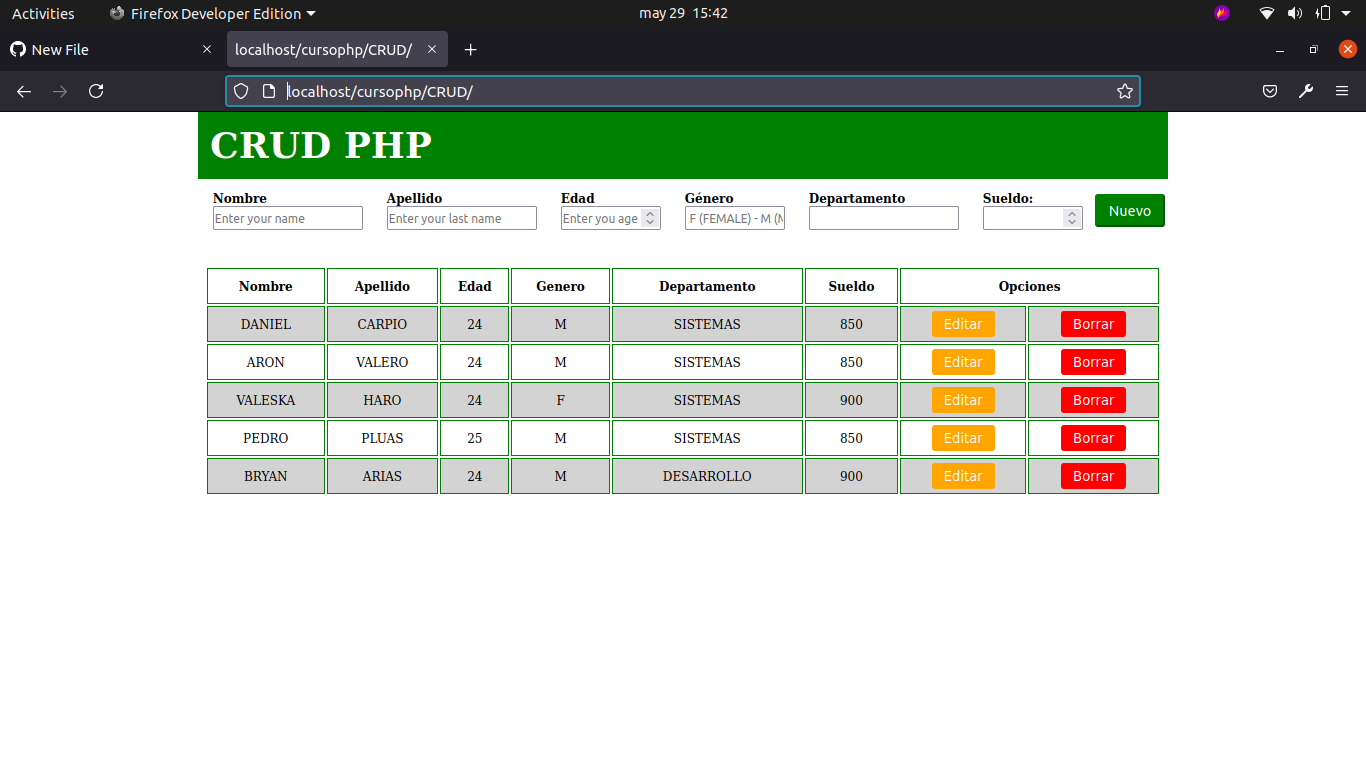 Activities Firefox Developer Edition may 29 15:42
New File localhost/cursophp/CRUD/
localhost/cursophp/CRUD/
CRUD PHP
Nombre Apellido Edad Género Departamento Sueldo:
Enter your name Enter your last name Enter you age F (FEMALE) - M (M Nuevo
Nombre Apellido Edad Genero Departamento Sueldo Opciones
DANIEL CARPIO 24 M SISTEMAS 850 Editar Borrar
ARON VALERO 24 M SISTEMAS 850 Editar Borrar
VALESKA HARO 24 F SISTEMAS 900 Editar Borrar
PEDRO PLUAS 25 M SISTEMAS 850 Editar Borrar
BRYAN ARIAS 24 M DESARROLLO 900 Editar Borrar